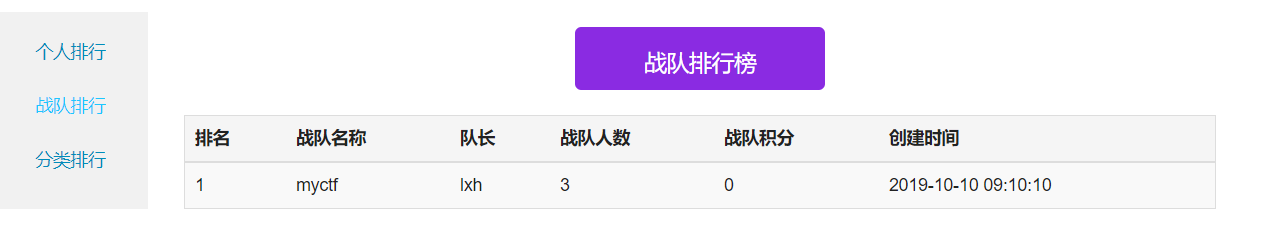 个人排行
战队排行
分类排行
战队排行榜
排名 战队名称 队长 战队人数 战队积分 创建时间
1 myctf lxh 3 0 2019-10-10 09:10:10